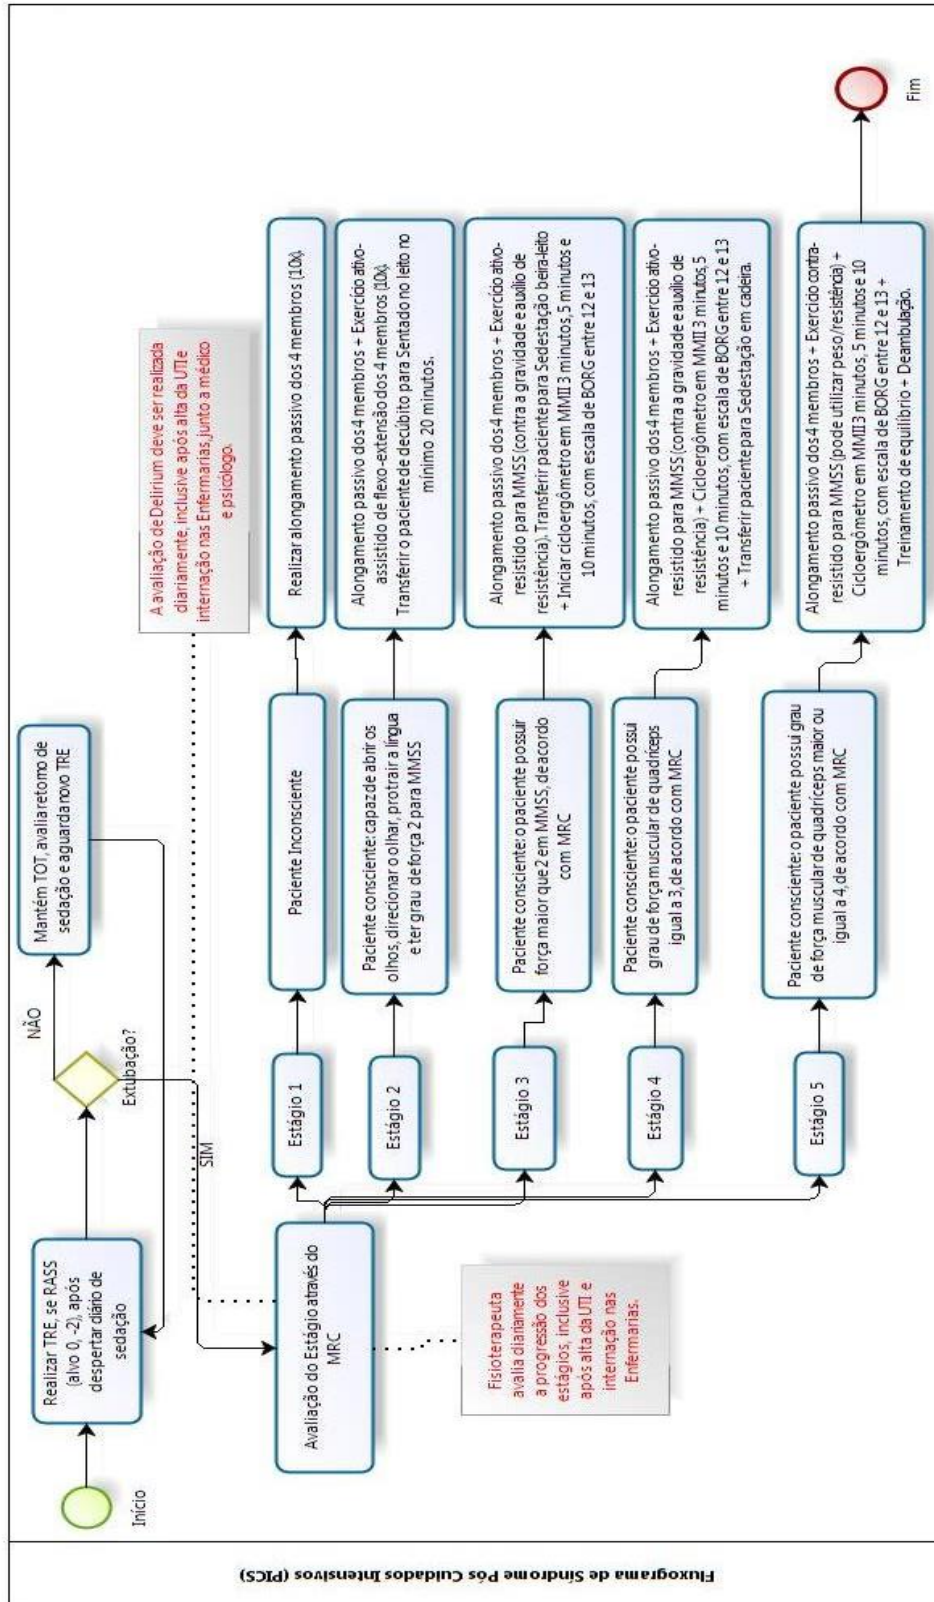 Fluxograma de Síndrome Pós Cuidados Intensivos (PICS)
Início
Realizar TRE, se RASS
(alvo 0, -2), após
despertar diário de
sedação
Extubação?
NÃO
Mantém TOT, avalia retorno de
sedação e aguarda novo TRE
SIM
A avaliação de Delirium deve ser realizada
diariamente, inclusive após alta da UTI e
internação nas Enfermarias, junto a médico
e psicólogo.
Avaliação do Estágio através do
MRC
Fisioterapeuta
avalia diariamente
a progressão dos
estágios, inclusive
após alta da UTI e
internação nas
Enfermarias.
Estágio 1
Paciente Inconsciente
Realizar alongamento passivo dos 4 membros (10x)
Estágio 2
Paciente consciente: capaz de abrir os
olhos, direcionar o olhar, protrair a língua
e ter grau de força 2 para MMSS
Alongamento passivo dos 4 membros + Exercício ativo-
assistido de flexo-extensão dos 4 membros (10x).
Transferir o paciente de decúbito para Sentado no leito no
mínimo 20 minutos.
Estágio 3
Paciente consciente: o paciente possuir
força maior que 2 em MMSS, de acordo
com MRC
Alongamento passivo dos 4 membros + Exercício ativo-
resistido para MMSS (contra a gravidade e auxilio de
resistência). Transferir paciente para Sedestação beira-leito
+ Iniciar cicloergômetro em MMII 3 minutos, 5 minutos e
10 minutos, com escala de BORG entre 12 e 13
Estágio 4
Paciente consciente: o paciente possui
grau de força muscular de quadríceps
igual a 3, de acordo com MRC
Alongamento passivo dos 4 membros + Exercício ativo-
resistido para MMSS (contra a gravidade e auxilio de
resistência) + Cicloergômetro em MMII 3 minutos, 5
minutos e 10 minutos, com escala de BORG entre 12 e 13
+ Transferir paciente para Sedestação em cadeira.
Estágio 5
Paciente consciente: o paciente possui grau
de força muscular de quadríceps maior ou
igual a 4, de acordo com MRC
Alongamento passivo dos 4 membros + Exercido contra-
resistido para MMSS (pode utilizar peso/resistência) +
Cicloergômetro em MMII 3 minutos, 5 minutos e 10
minutos, com escala de BORG entre 12 e 13 +
Treinamento de equilíbrio + Deambulação.
Fim